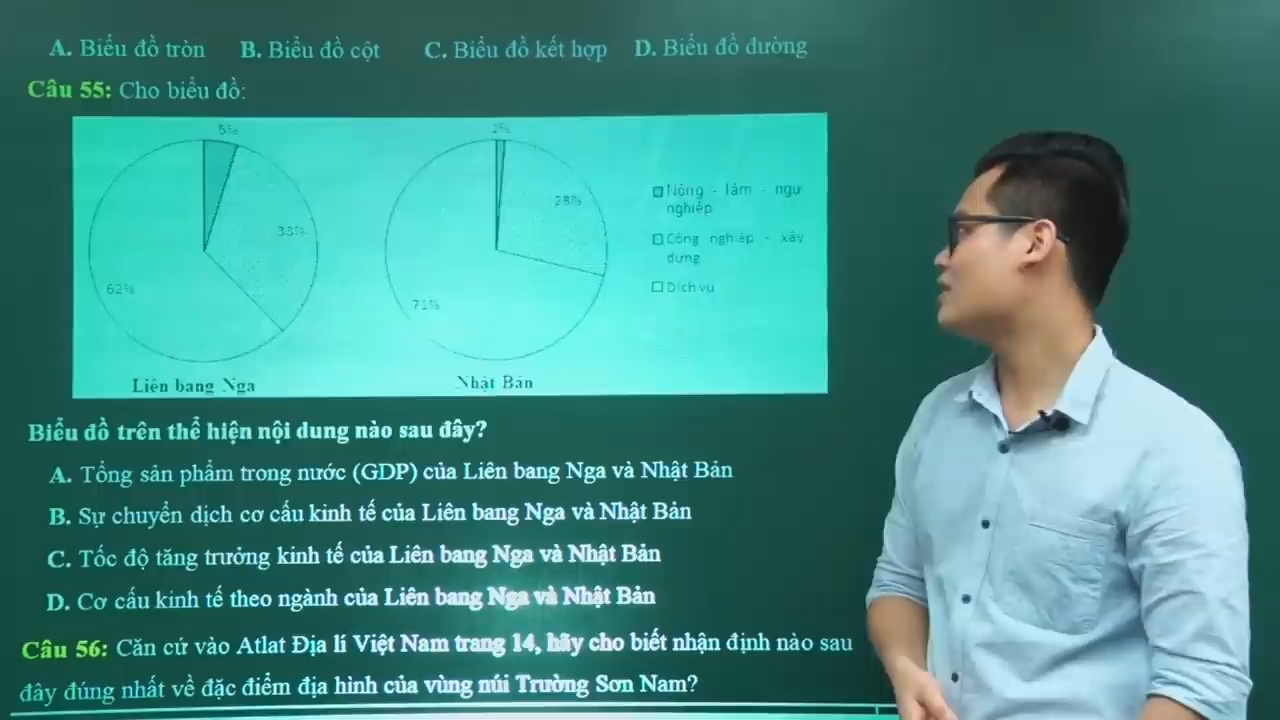 A. Biểu đồ tròn B. Biểu đồ cột C. Biểu đồ kết hợp D. Biểu đồ đường
Câu 55: Cho biểu đồ:
5%
33%
62%
Liên bang Nga
28%
71%
Nhật Bản
Nông - lâm - ngư
nghiệp
Công nghiệp - xây
dựng
Dịch vụ
Biểu đồ trên thể hiện nội dung nào sau đây?
A. Tổng sản phẩm trong nước (GDP) của Liên bang Nga và Nhật Bản
B. Sự chuyển dịch cơ cấu kinh tế của Liên bang Nga và Nhật Bản
C. Tốc độ tăng trưởng kinh tế của Liên bang Nga và Nhật Bản
D. Cơ cấu kinh tế theo ngành của Liên bang Nga và Nhật Bản
Câu 56: Căn cứ vào Atlat Địa lí Việt Nam trang 14, hãy cho biết nhận định nào sau
đây đúng nhất về đặc điểm địa hình của vùng núi Trường Sơn Nam?